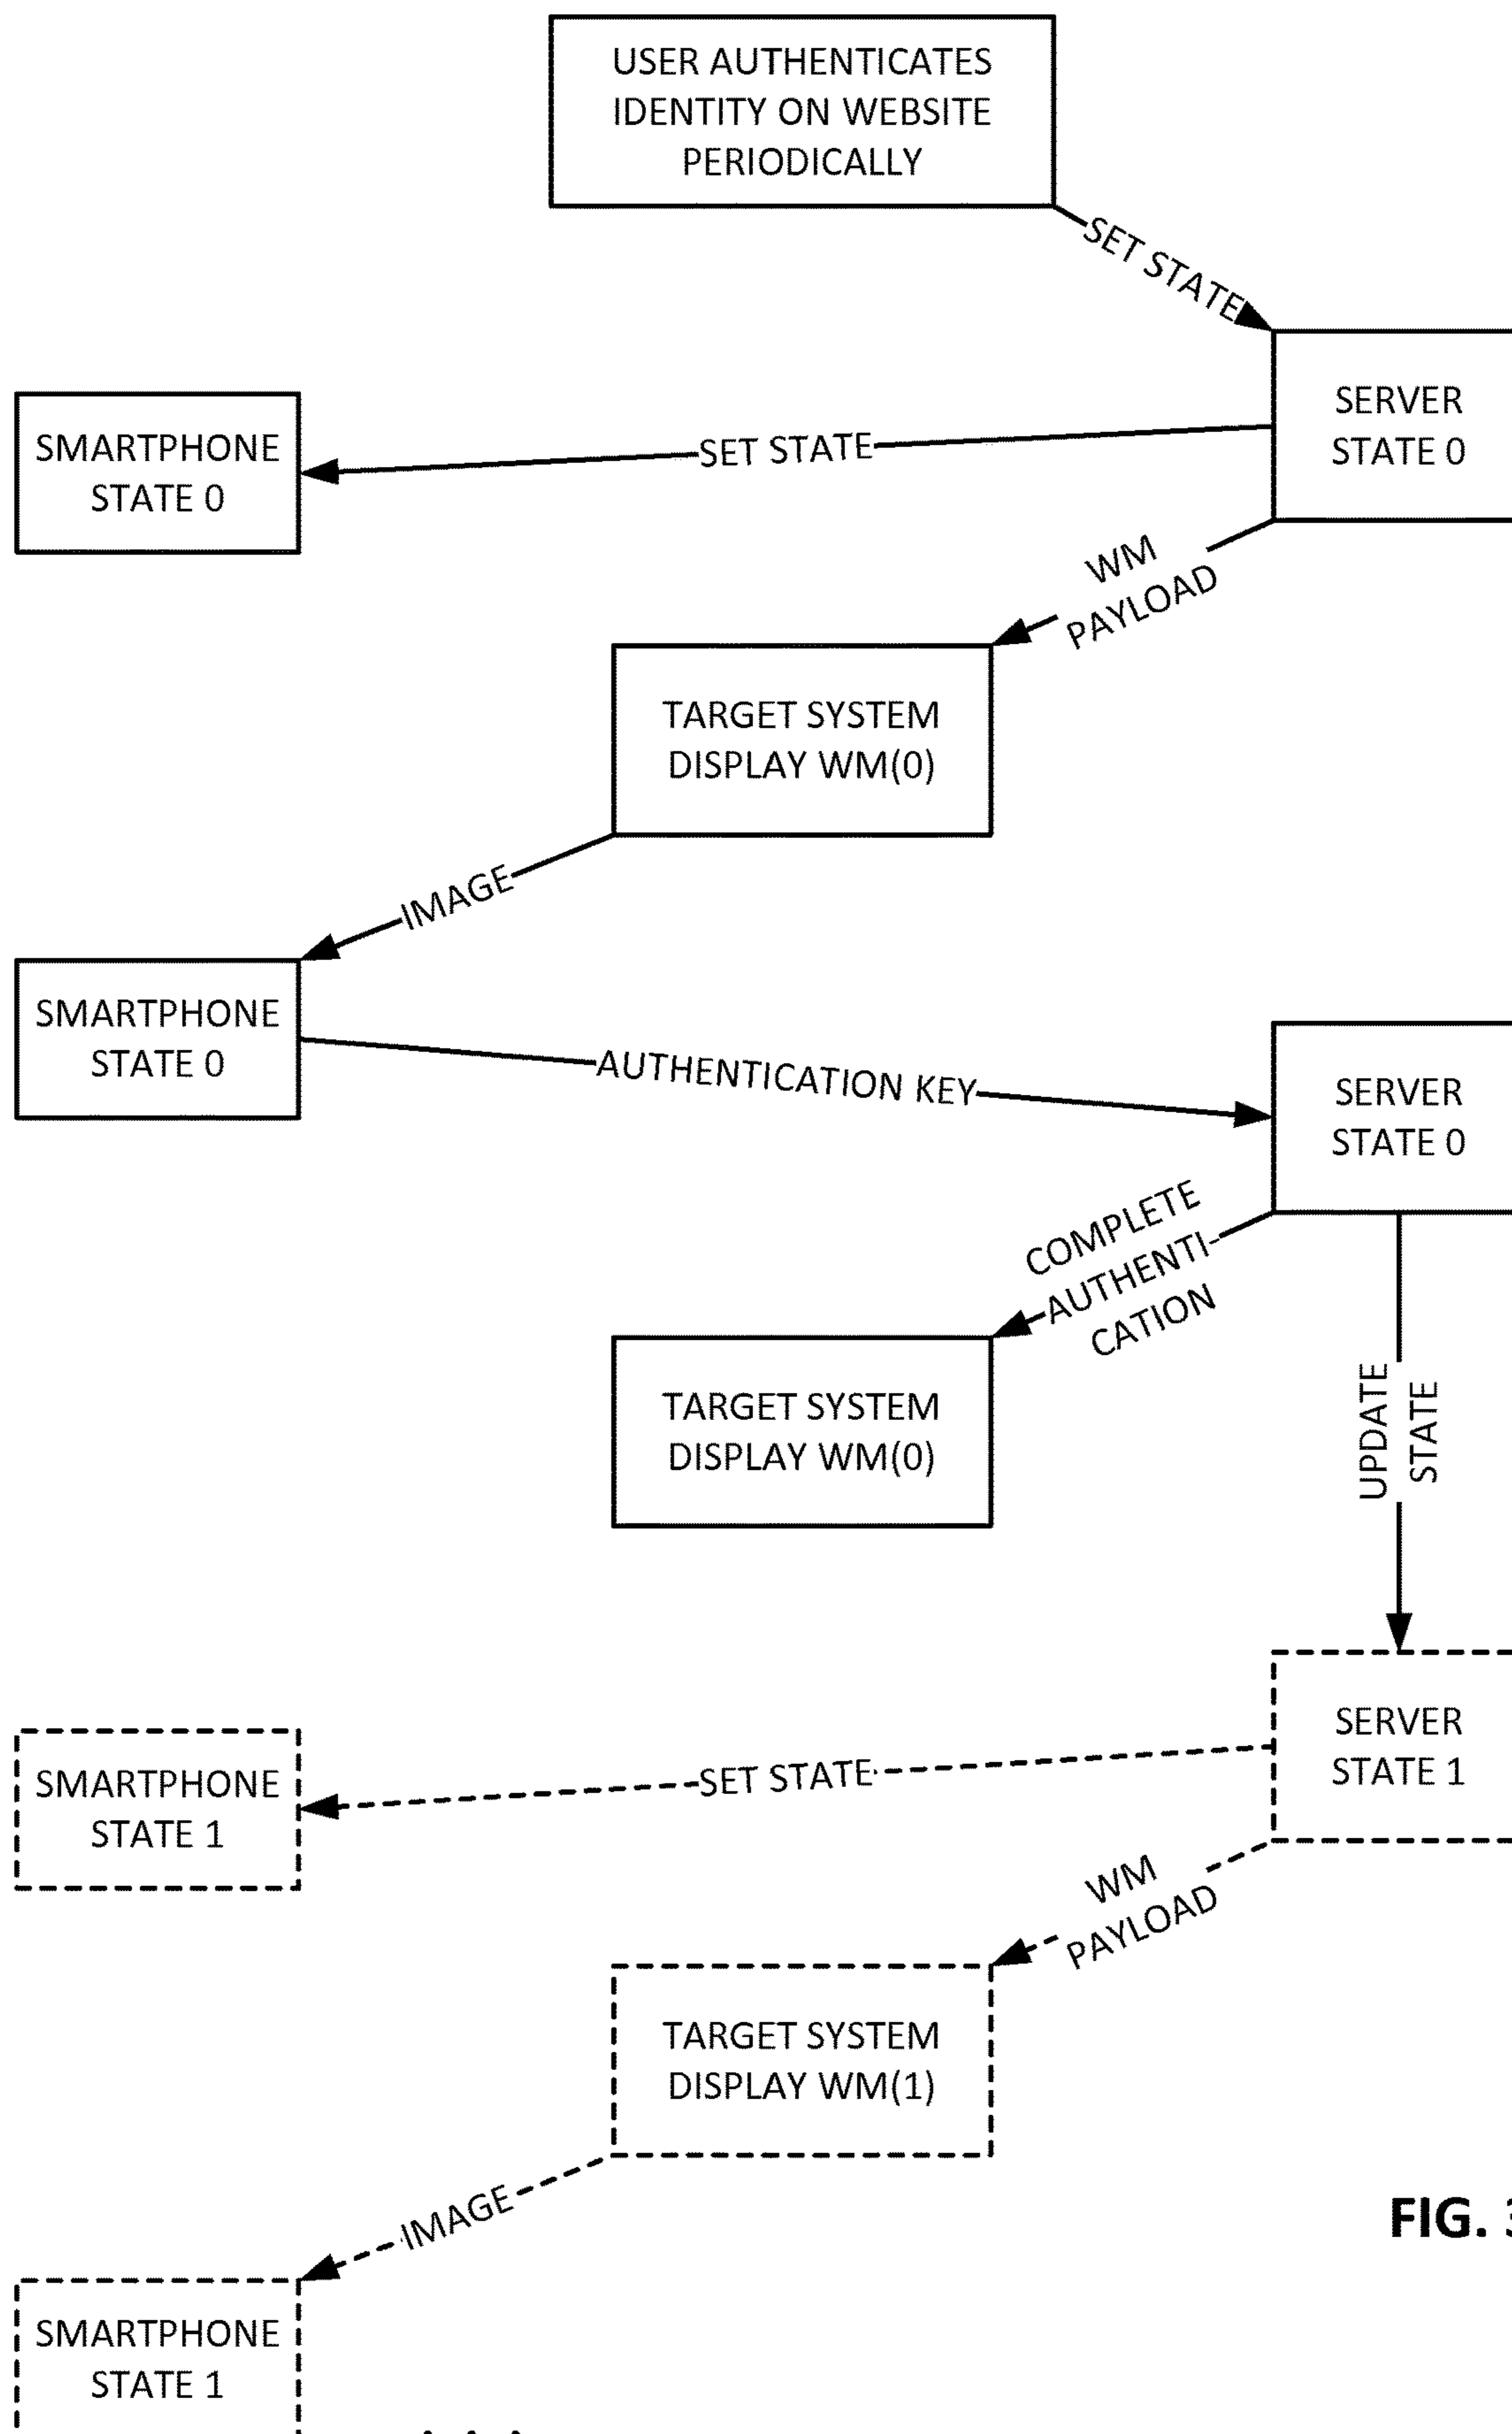 USER AUTHENTICATES
IDENTITY ON WEBSITE
PERIODICALLY
SET STATE
SERVER
STATE 0
SET STATE
SMARTPHONE
STATE 0
WM
PAYLOAD
TARGET SYSTEM
DISPLAY WM(0)
IMAGE
SMARTPHONE
STATE 0
AUTHENTICATION KEY
SERVER
STATE 0
COMPLETE
AUTHENTI-
CATION
TARGET SYSTEM
DISPLAY WM(0)
UPDATE
STATE
SERVER
STATE 1
SET STATE
SMARTPHONE
STATE 1
WM
PAYLOAD
TARGET SYSTEM
DISPLAY WM(1)
IMAGE
FIG. 3
SMARTPHONE
STATE 1